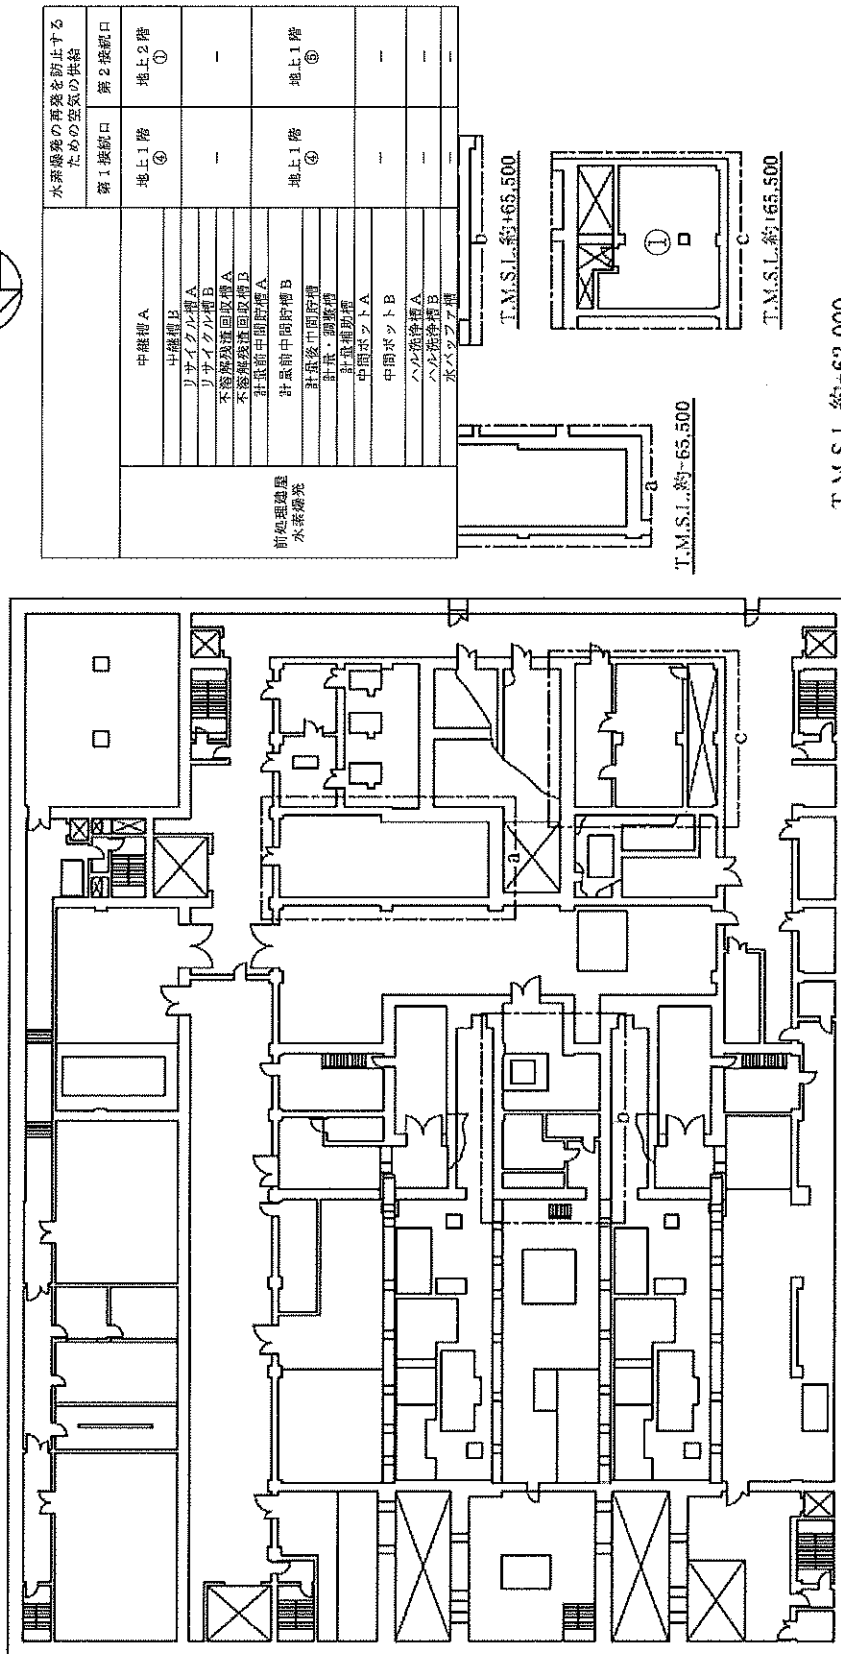 水素爆発の再発を防止する
ための空気の供給
第1接続口 第2接続口
前処理建屋
水素爆発
中継槽A
地上1階
④
地上2階
①
中継槽B
リサイクル槽A
－ －
リサイクル槽B
不溶解残渣回収槽A
不溶解残渣回収槽B
計量前中間貯槽A
地上1階
④
地上1階
⑤
計量前中間貯槽B
計量後中間貯槽
計量・調整槽
計量補助槽
中間ポットA
－ －
中間ポットB
ハル洗浄槽A
－ －
ハル洗浄槽B
水バッファ槽
－ －
a
T.M.S.L.約+65,500
b
T.M.S.L.約+65,500
①
c
T.M.S.L.約+65,500
a
b
c